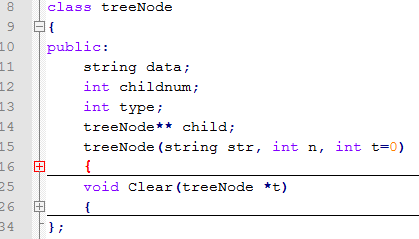 8 class treeNode
9 {
10 public:
11 string data;
12 int childnum;
13 int type;
14 treeNode** child;
15 treeNode(string str, int n, int t=0)
16 {
25 void Clear(treeNode *t)
26 {
34 };